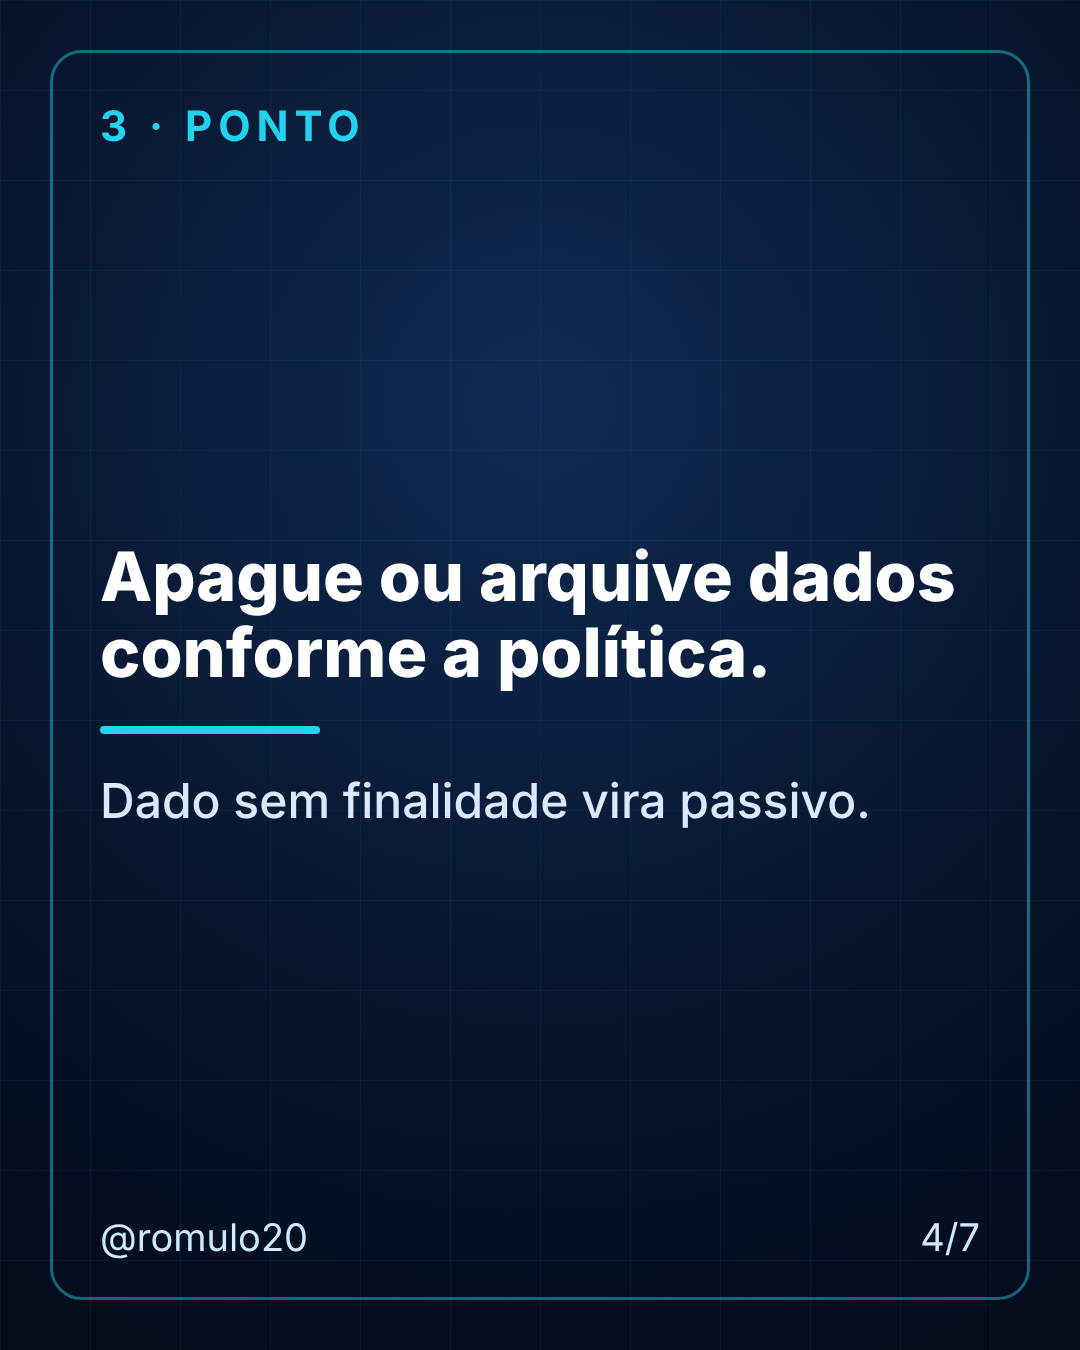 3 · PONTO
Apague ou arquive dados
conforme a política.
Dado sem finalidade vira passivo.
@romulo20
4/7